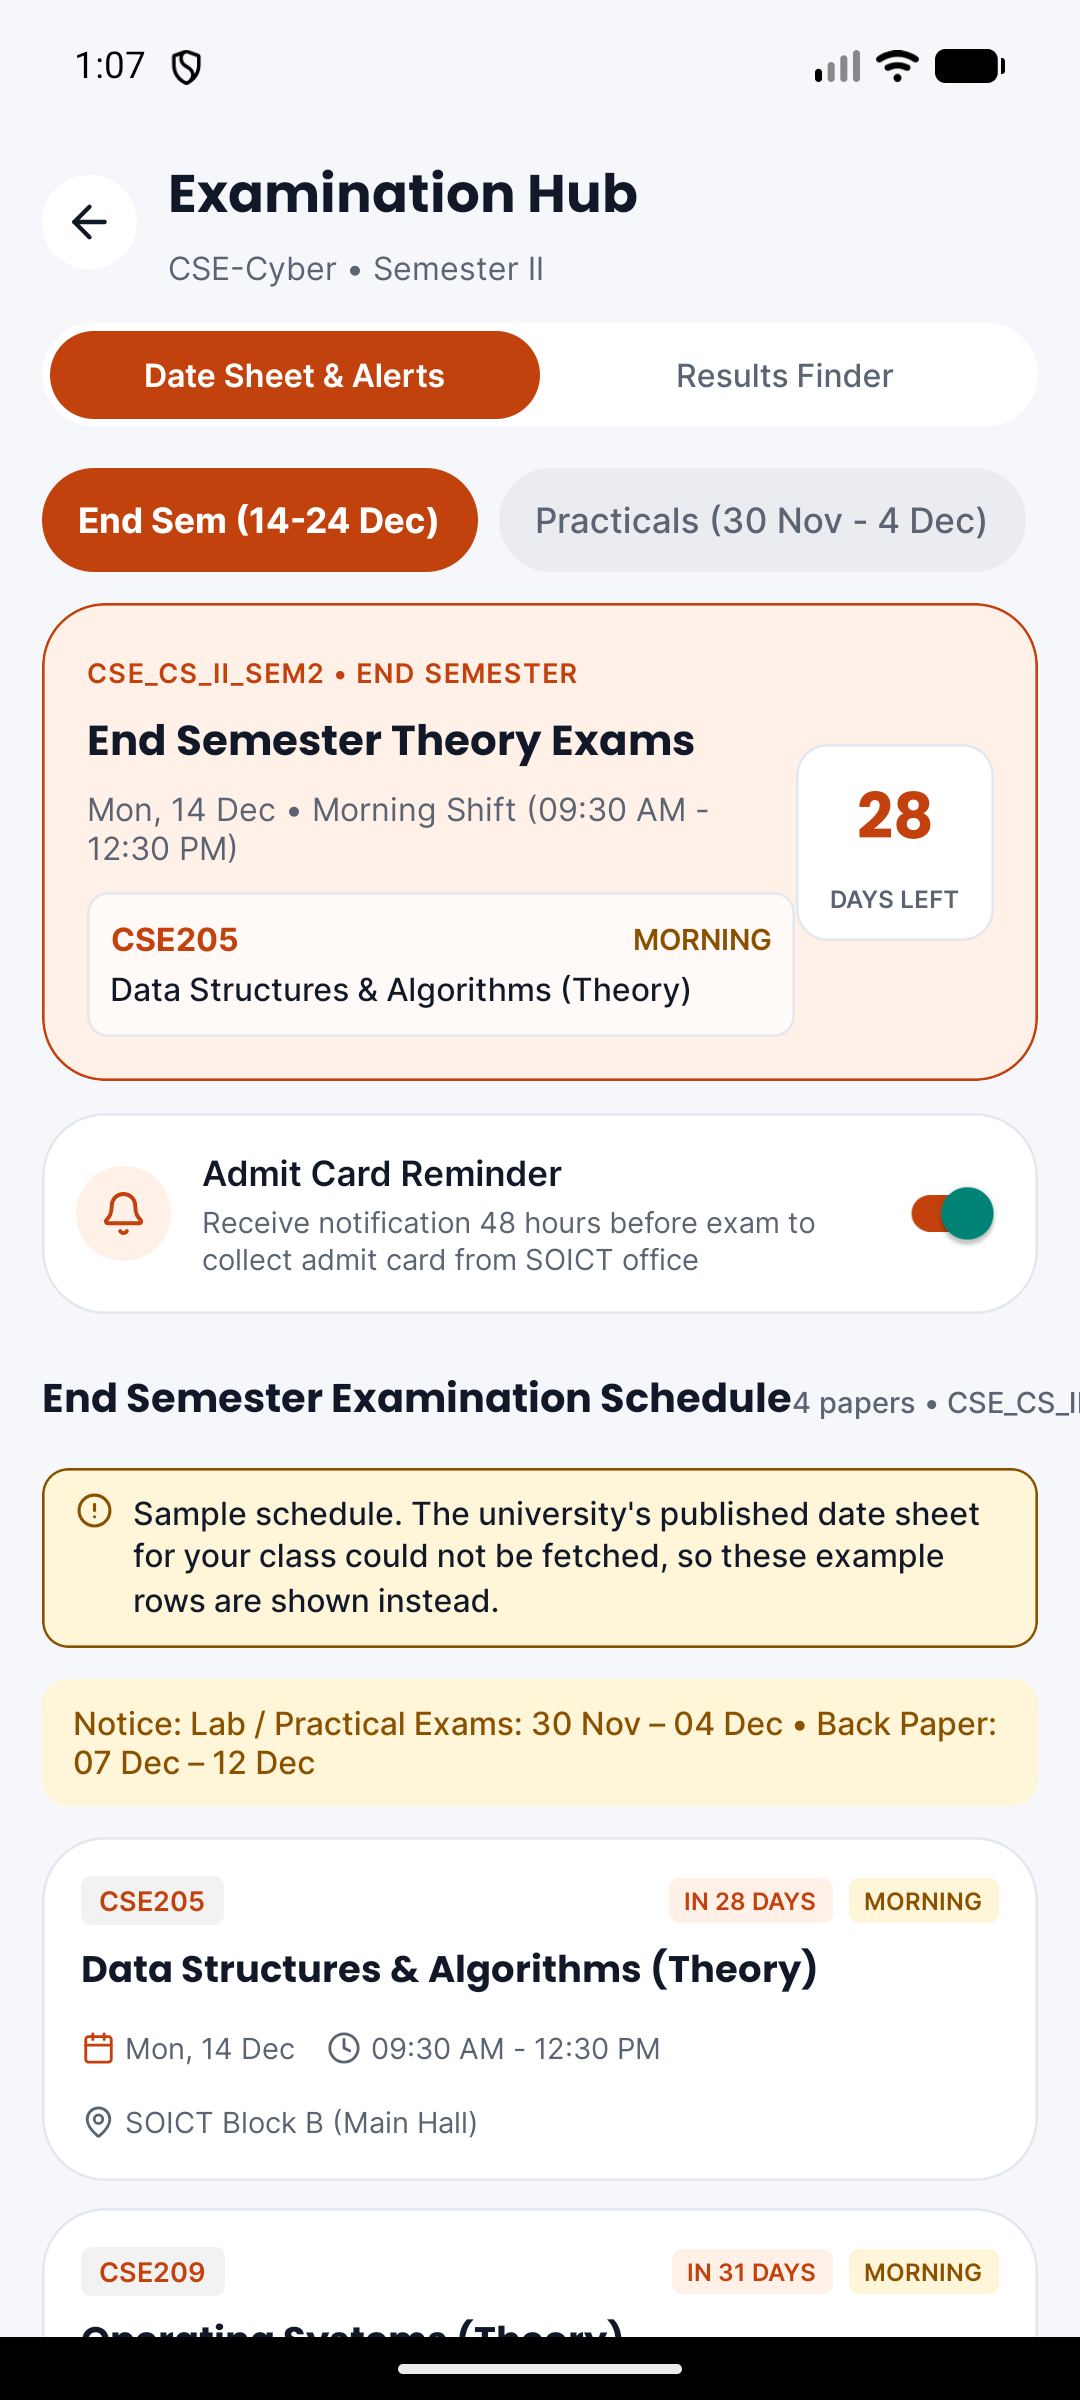 1:07
Examination Hub
CSE-Cyber • Semester II
Date Sheet & Alerts
Results Finder
End Sem (14-24 Dec)
Practicals (30 Nov - 4 Dec)
CSE_CS_II_SEM2 • END SEMESTER
End Semester Theory Exams
Mon, 14 Dec • Morning Shift (09:30 AM -
12:30 PM)
28
DAYS LEFT
CSE205
MORNING
Data Structures & Algorithms (Theory)
Admit Card Reminder
Receive notification 48 hours before exam to
collect admit card from SOICT office
End Semester Examination Schedule
4 papers • CSE_CS_II
Sample schedule. The university's published date sheet
for your class could not be fetched, so these example
rows are shown instead.
Notice: Lab / Practical Exams: 30 Nov – 04 Dec • Back Paper:
07 Dec – 12 Dec
CSE205
IN 28 DAYS
MORNING
Data Structures & Algorithms (Theory)
Mon, 14 Dec
09:30 AM - 12:30 PM
SOICT Block B (Main Hall)
CSE209
IN 31 DAYS
MORNING
Operating Systems (Theory)